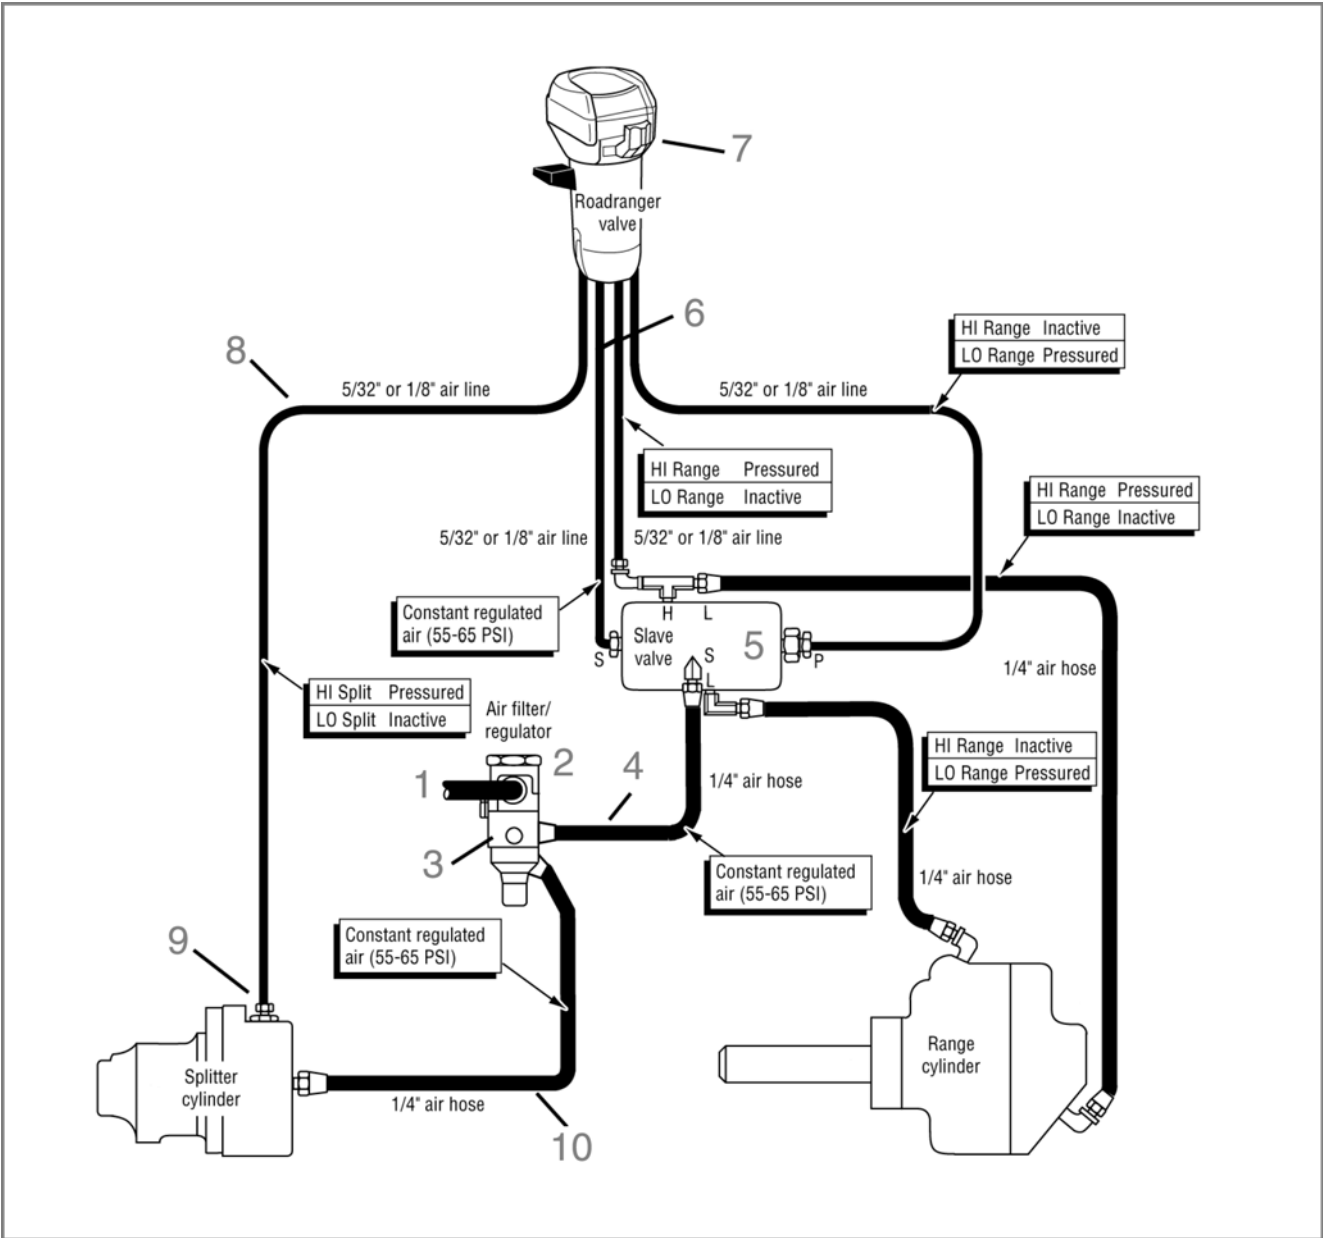 7
Roadranger
valve
6
8
HI Range Inactive
LO Range Pressured
5/32" or 1/8" air line
5/32" or 1/8" air line
HI Range Pressured
LO Range Inactive
HI Range Pressured
LO Range Inactive
5/32" or 1/8" air line
5/32" or 1/8" air line
Constant regulated
air (55-65 PSI)
H L
Slave
valve
5
S
S
P
L
1/4" air hose
HI Split Pressured
LO Split Inactive
Air filter/
regulator
2
1
4
1/4" air hose
HI Range Inactive
LO Range Pressured
3
Constant regulated
air (55-65 PSI)
1/4" air hose
9
Constant regulated
air (55-65 PSI)
Range
cylinder
Splitter
cylinder
1/4" air hose
10